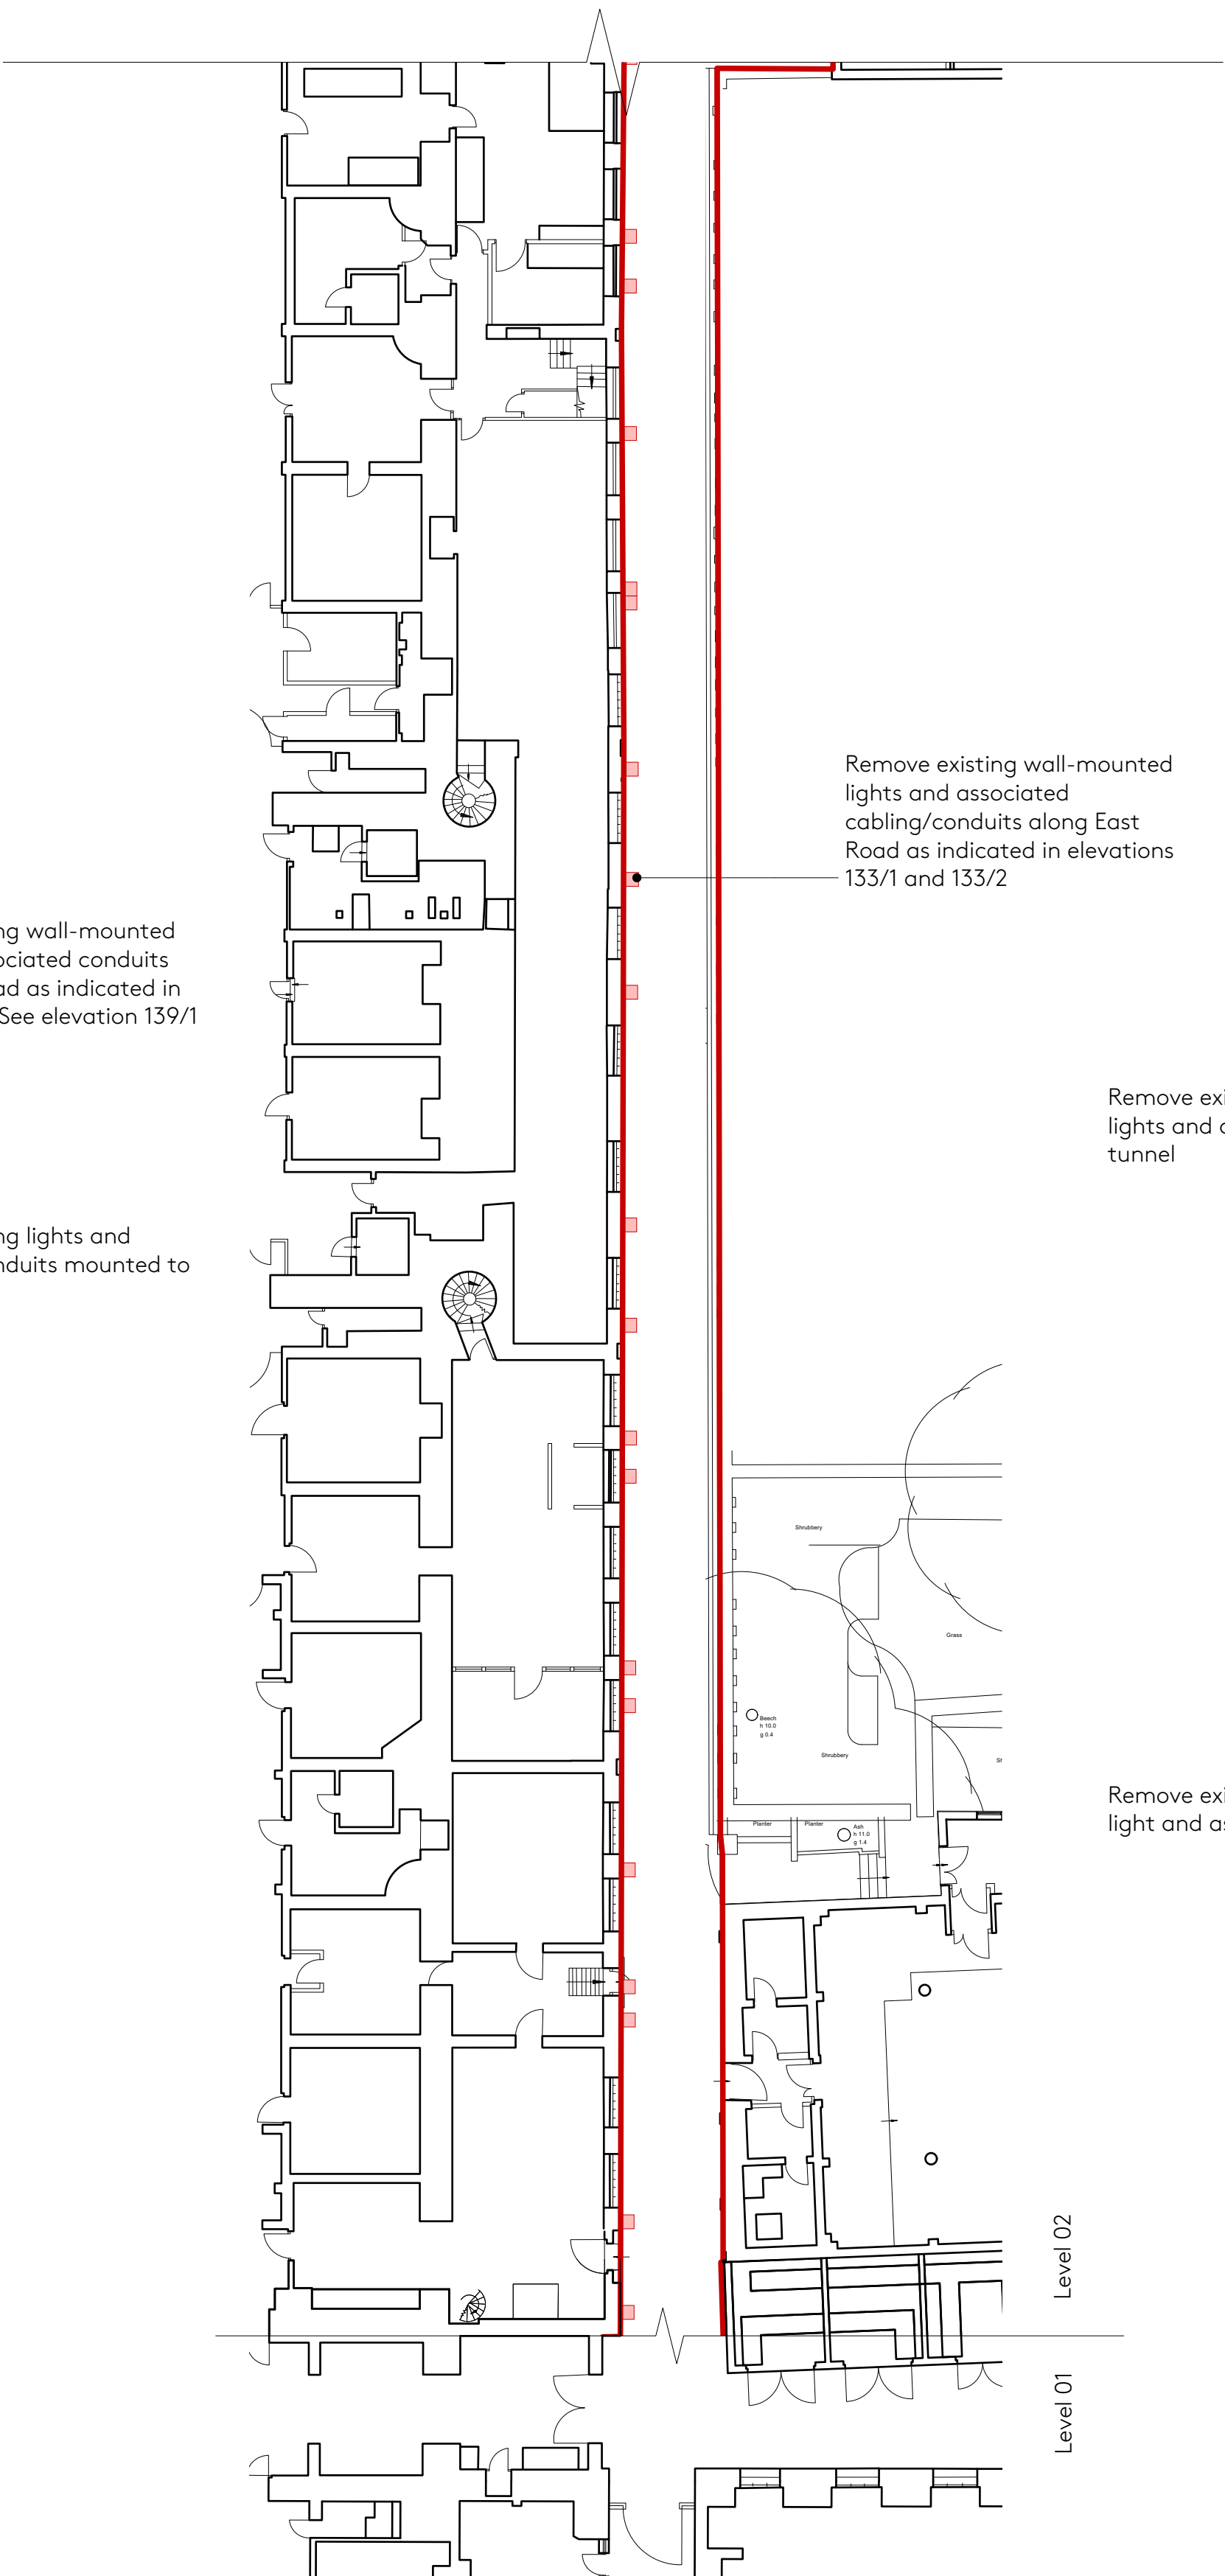 Remove existing wall-mounted
lights and associated
cabling/conduits along East
Road as indicated in elevations
133/1 and 133/2
ng wall-mounted
ociated conduits
ad as indicated in
See elevation 139/1
Remove exi
lights and a
tunnel
ng lights and
nduits mounted to
Shrubbery
Grass
Beech
h 10.0
g 0.4
Shrubbery
Sh
Remove exi
light and as
Planter
Planter
Ash
h 11.0
g 1.4
Level 02
Level 01